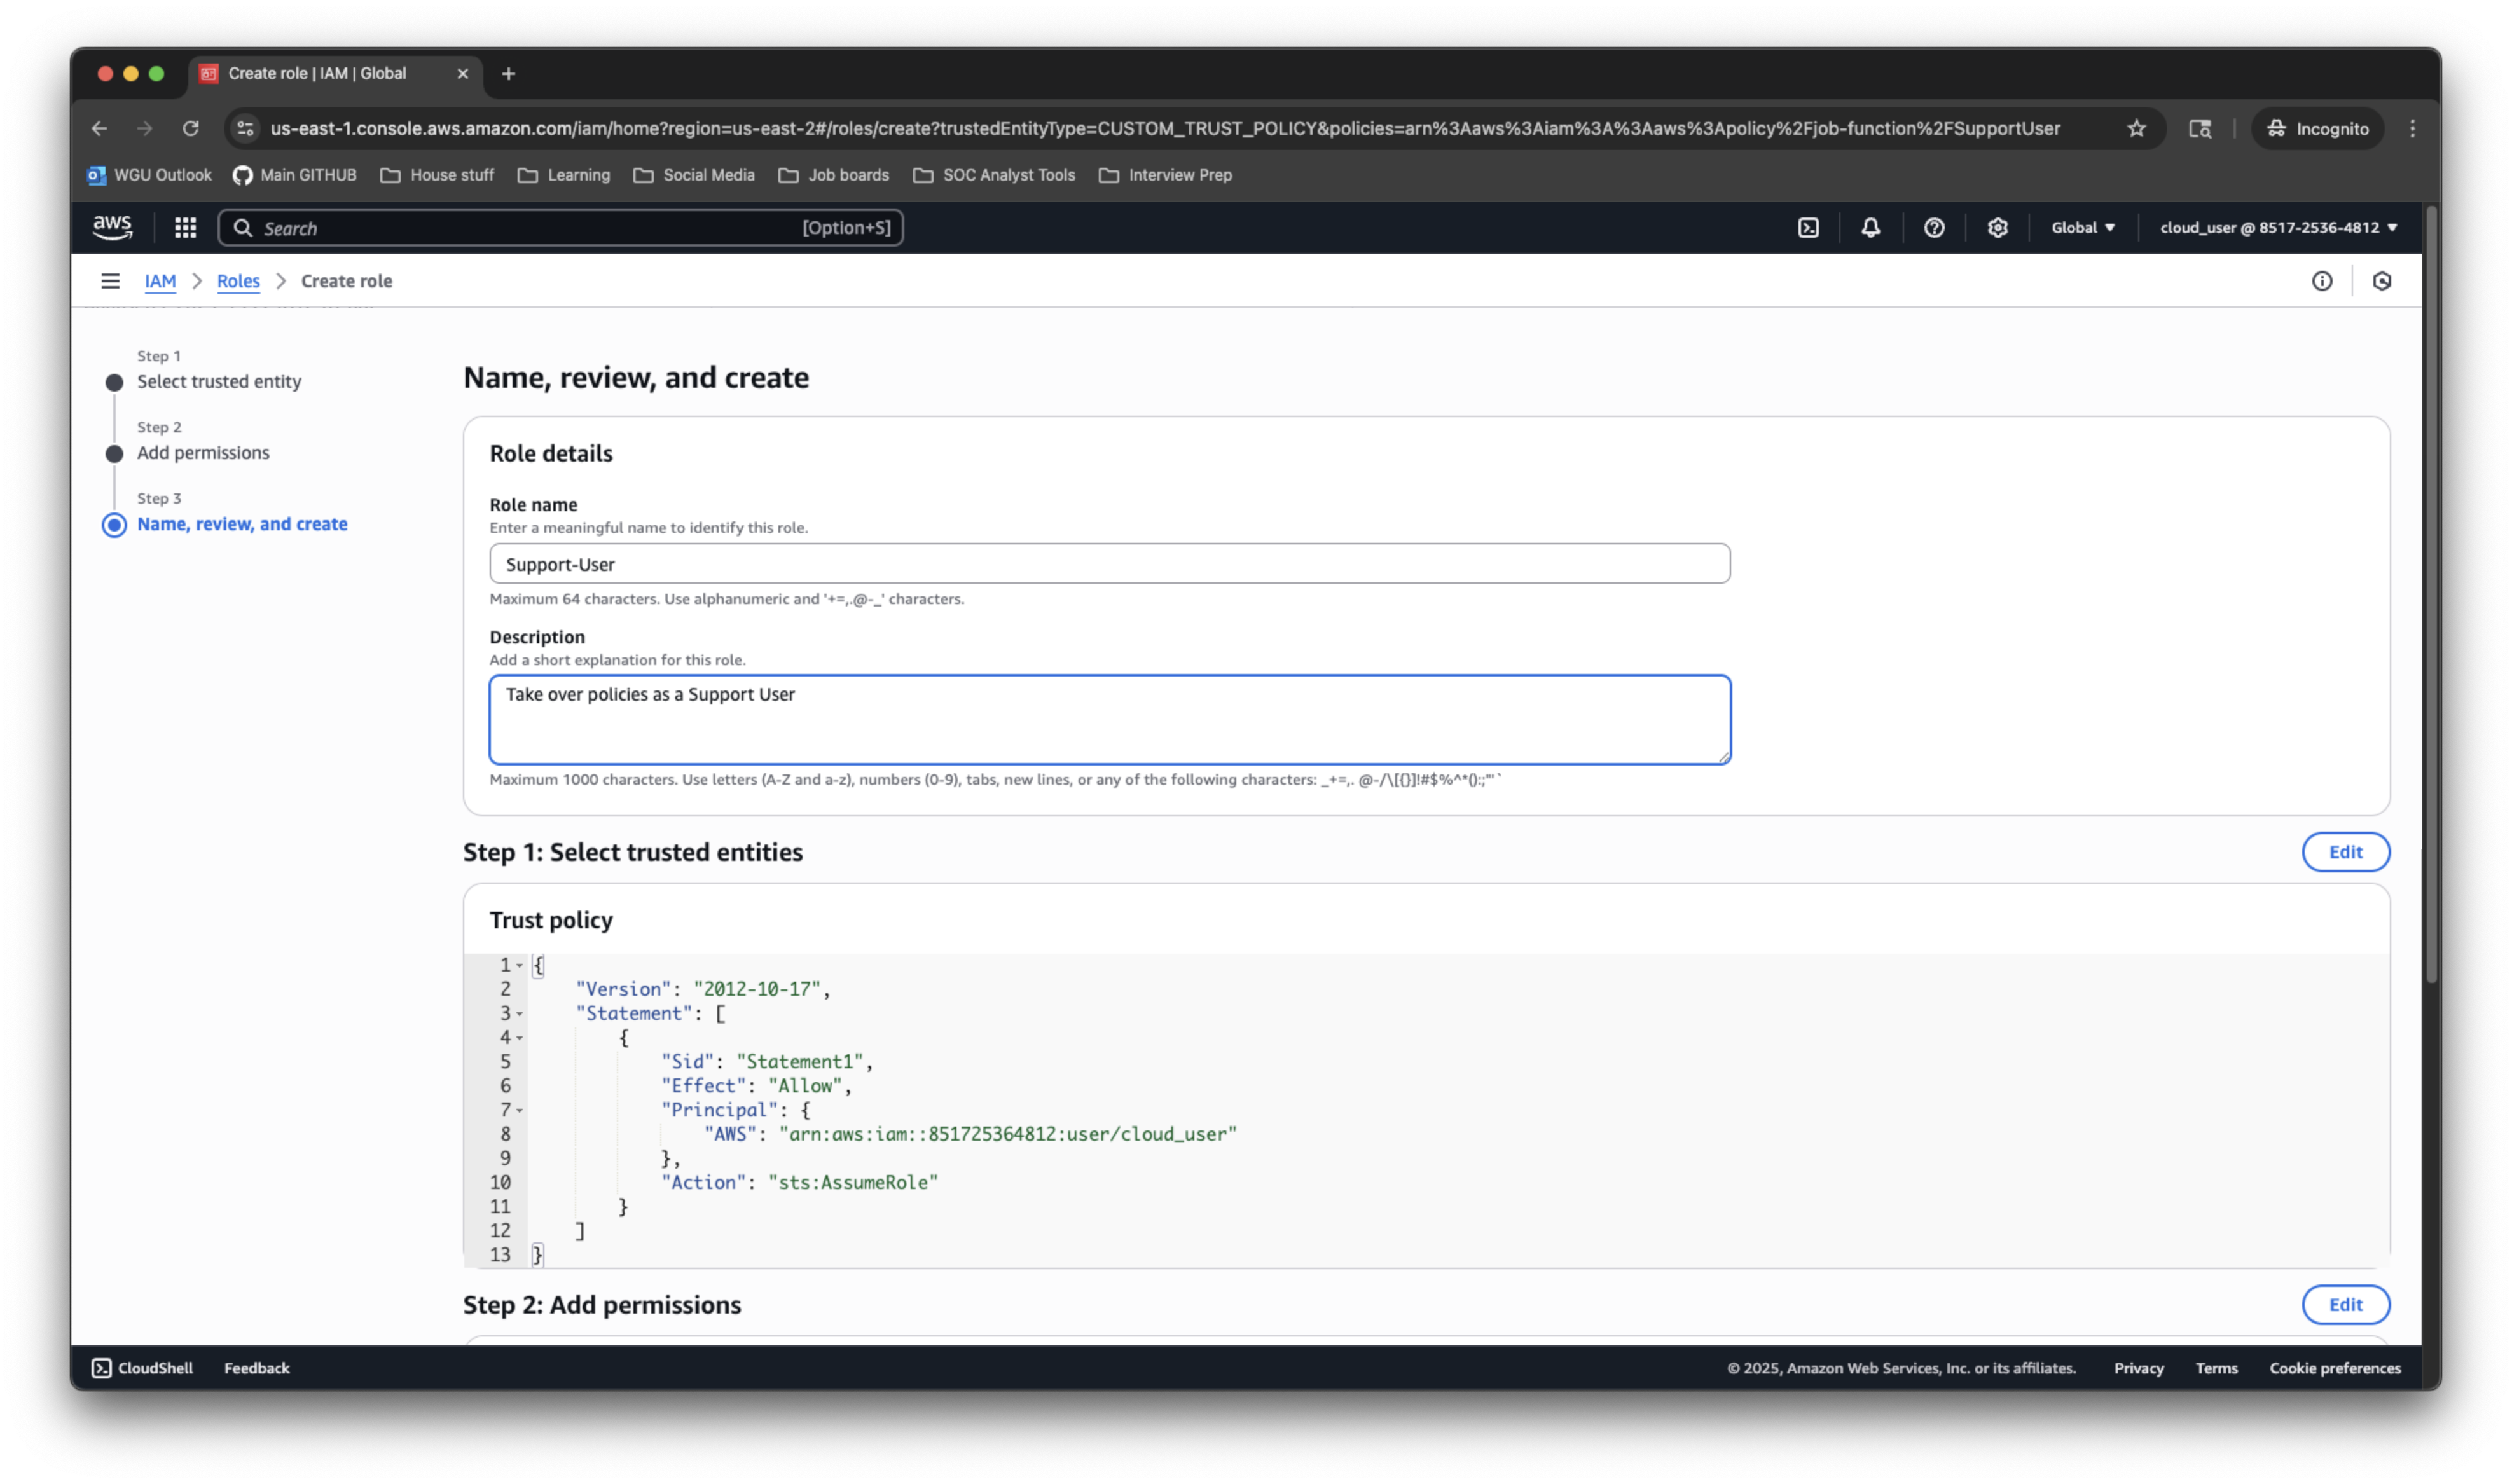 Create role | IAM | Global
us-east-1.console.aws.amazon.com/iam/home?region=us-east-2#/roles/create?trustedEntityType=CUSTOM_TRUST_POLICY&policies=arn%3Aaws%3Aiam%3A%3Aaws%3Apolicy%2Fjob-function%2FSupportUser
Incognito
WGU Outlook Main GITHUB House stuff Learning Social Media Job boards SOC Analyst Tools Interview Prep
aws Search [Option+S] Global cloud_user @ 8517-2536-4812
IAM Roles Create role
Step 1
Select trusted entity
Step 2
Add permissions
Step 3
Name, review, and create
Name, review, and create
Role details
Role name
Enter a meaningful name to identify this role.
Support-User
Maximum 64 characters. Use alphanumeric and '+=,.@-_' characters.
Description
Add a short explanation for this role.
Take over policies as a Support User
Maximum 1000 characters. Use letters (A-Z and a-z), numbers (0-9), tabs, new lines, or any of the following characters: _+=,. @-/\[{}]!#$%^*();:"'`
Step 1: Select trusted entities
Edit
Trust policy
1 {
2 "Version": "2012-10-17",
3 "Statement": [
4 {
5 "Sid": "Statement1",
6 "Effect": "Allow",
7 "Principal": {
8 "AWS": "arn:aws:iam::851725364812:user/cloud_user"
9 },
10 "Action": "sts:AssumeRole"
11 }
12 ]
13 }
Step 2: Add permissions
Edit
CloudShell Feedback © 2025, Amazon Web Services, Inc. or its affiliates. Privacy Terms Cookie preferences